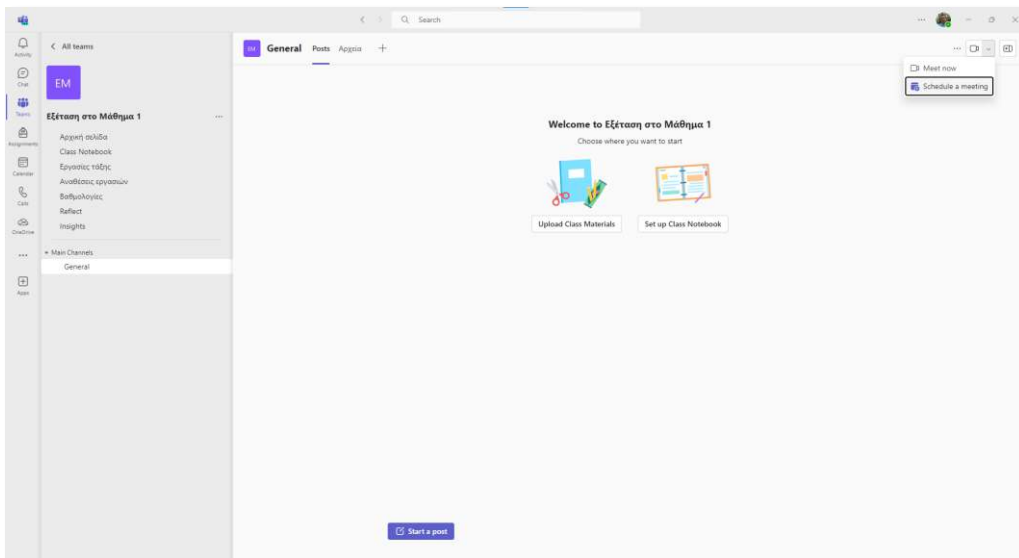 Search
Activity
Chat
Teams
Assignments
Calendar
Calls
OneDrive
Apps
All teams
EM
Εξέταση στο Μάθημα 1
Αρχική σελίδα
Class Notebook
Εργασίες τάξης
Αναθέσεις εργασιών
Βαθμολογίες
Reflect
Insights
Main Channels
General
EM General Posts Αρχεία
Meet now
Schedule a meeting
Welcome to Εξέταση στο Μάθημα 1
Choose where you want to start
Upload Class Materials Set up Class Notebook
Start a post